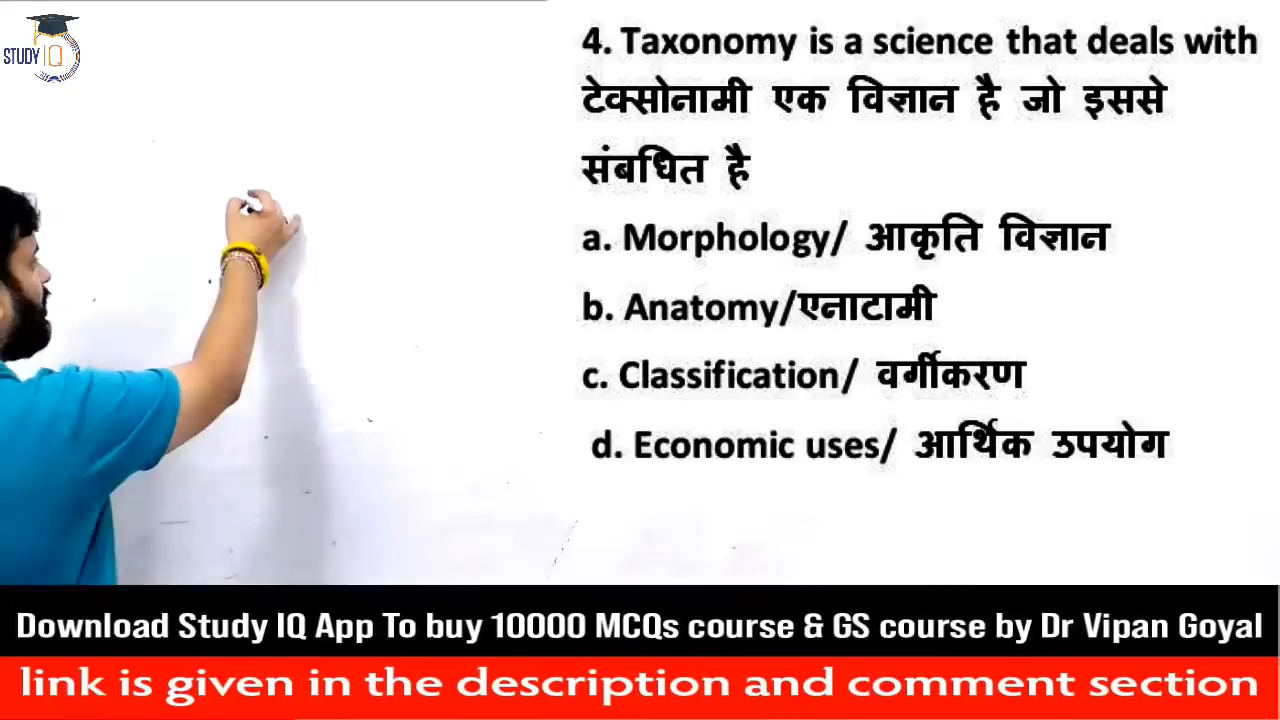 STUDY IQ
4. Taxonomy is a science that deals with
टेक्सोनामी एक विज्ञान है जो इससे
संबधित है
a. Morphology/ आकृति विज्ञान
b. Anatomy/एनाटामी
c. Classification/ वर्गीकरण
d. Economic uses/ आर्थिक उपयोग
Download Study IQ App To buy 10000 MCQs course & GS course by Dr Vipan Goyal
link is given in the description and comment section